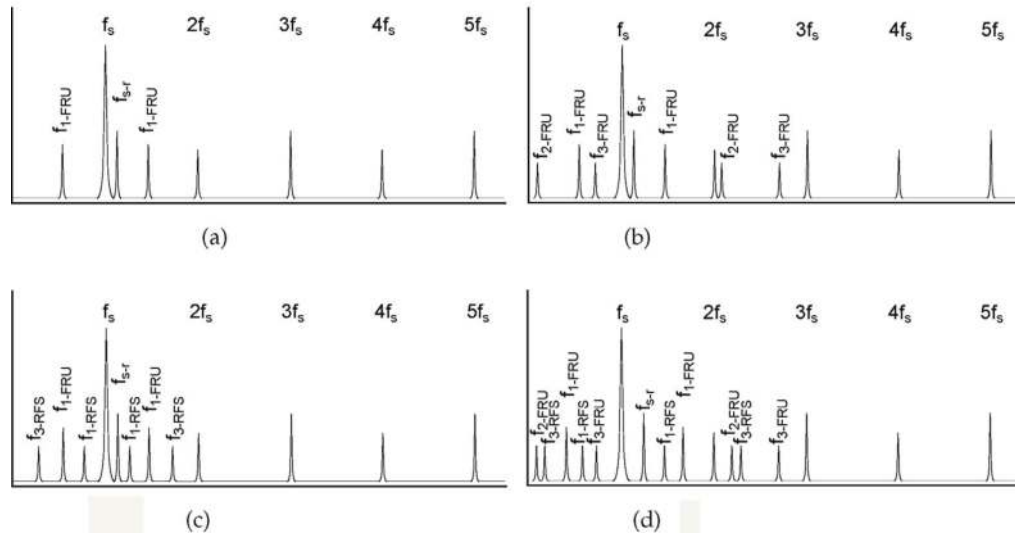 fs 2fs 3fs 4fs 5fs
f1-FRU fs-r f1-FRU
(a)
fs 2fs 3fs 4fs 5fs
f2-FRU f1-FRU f3-FRU fs-r f1-FRU f2-FRU f3-FRU
(b)
fs 2fs 3fs 4fs 5fs
f3-RFS f1-FRU f1-RFS fs-r f1-RFS f1-FRU f3-RFS
(c)
fs 2fs 3fs 4fs 5fs
f2-FRU f3-RFS f1-FRU f1-RFS f3-FRU fs-r f1-RFS f1-FRU f2-FRU f3-RFS f3-FRU
(d)